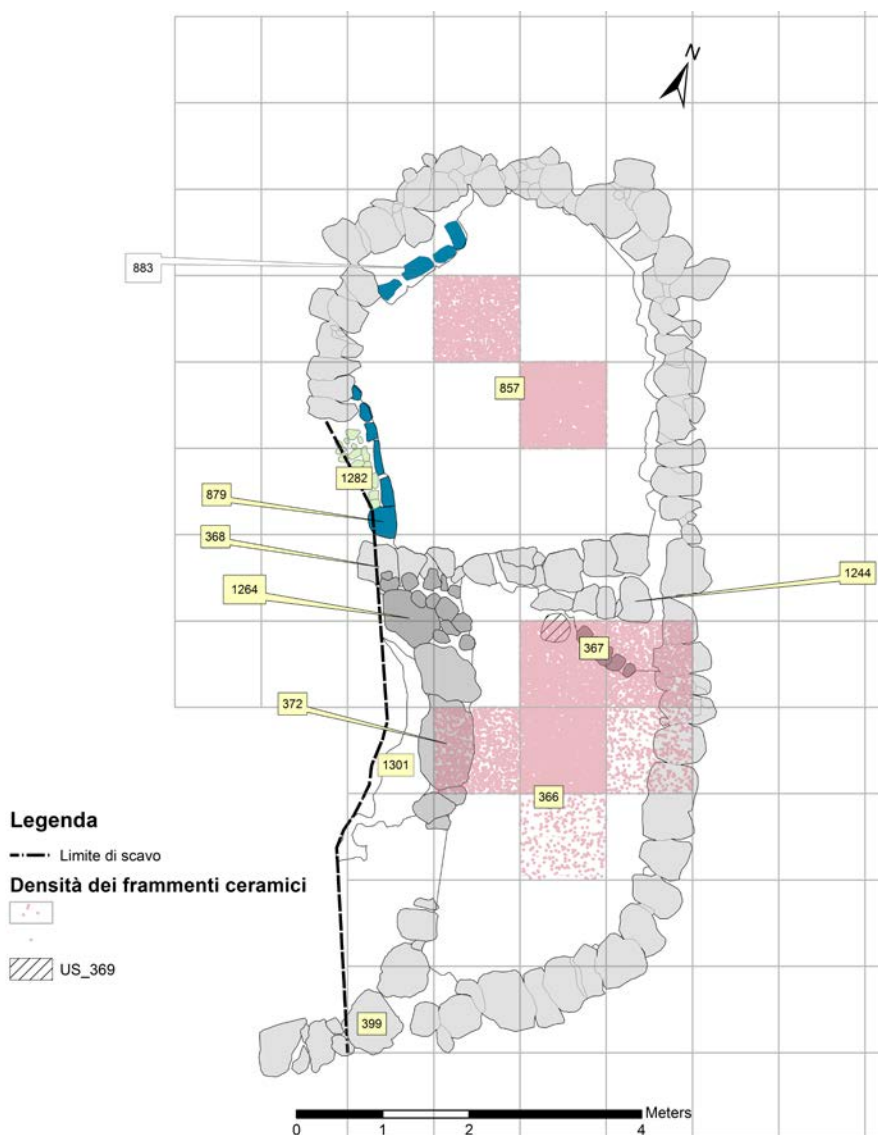 N
883
857
1282
879
368
1264
1244
367
372
1301
366
Legenda
Limite di scavo
Densità dei frammenti ceramici
US_369
399
Meters
0 1 2 4